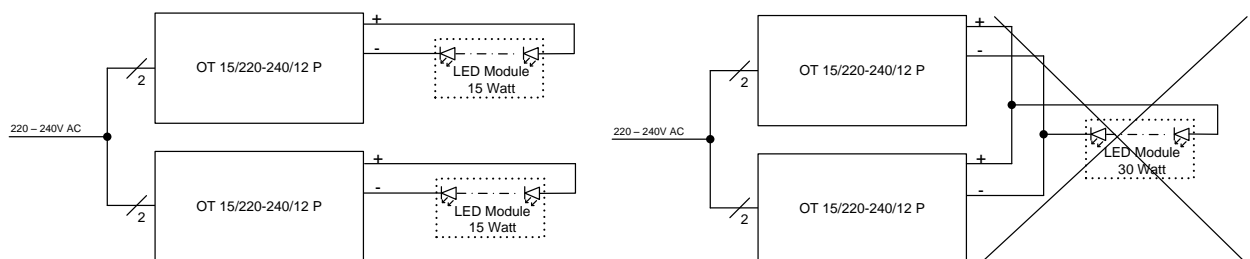 +
OT 15/220-240/12 P
-
2
LED Module
15 Watt
220 – 240V AC
+
OT 15/220-240/12 P
-
2
LED Module
15 Watt
+
OT 15/220-240/12 P
-
2
220 – 240V AC
LED Module
30 Watt
+
OT 15/220-240/12 P
-
2